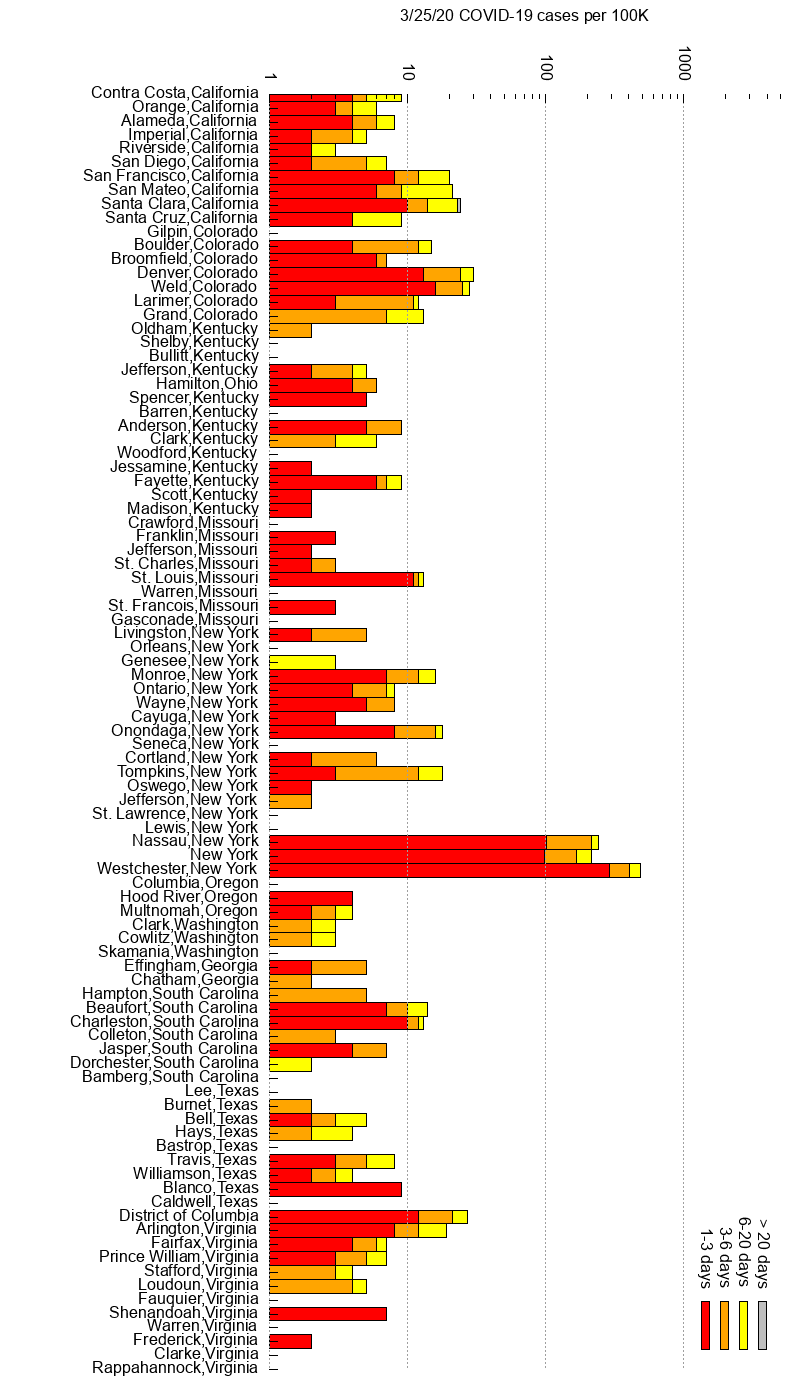 3/25/20 COVID-19 cases per 100K
1
10
100
1000
Contra Costa,California
Orange,California
Alameda,California
Imperial,California
Riverside,California
San Diego,California
San Francisco,California
San Mateo,California
Santa Clara,California
Santa Cruz,California
Gilpin,Colorado
Boulder,Colorado
Broomfield,Colorado
Denver,Colorado
Weld,Colorado
Larimer,Colorado
Grand,Colorado
Oldham,Kentucky
Shelby,Kentucky
Bullitt,Kentucky
Jefferson,Kentucky
Hamilton,Ohio
Spencer,Kentucky
Barren,Kentucky
Anderson,Kentucky
Clark,Kentucky
Woodford,Kentucky
Jessamine,Kentucky
Fayette,Kentucky
Scott,Kentucky
Madison,Kentucky
Crawford,Missouri
Franklin,Missouri
Jefferson,Missouri
St. Charles,Missouri
St. Louis,Missouri
Warren,Missouri
St. Francois,Missouri
Gasconade,Missouri
Livingston,New York
Orleans,New York
Genesee,New York
Monroe,New York
Ontario,New York
Wayne,New York
Cayuga,New York
Onondaga,New York
Seneca,New York
Cortland,New York
Tompkins,New York
Oswego,New York
Jefferson,New York
St. Lawrence,New York
Lewis,New York
Nassau,New York
New York
Westchester,New York
Columbia,Oregon
Hood River,Oregon
Multnomah,Oregon
Clark,Washington
Cowlitz,Washington
Skamania,Washington
Effingham,Georgia
Chatham,Georgia
Hampton,South Carolina
Beaufort,South Carolina
Charleston,South Carolina
Colleton,South Carolina
Jasper,South Carolina
Dorchester,South Carolina
Bamberg,South Carolina
Lee,Texas
Burnet,Texas
Bell,Texas
Hays,Texas
Bastrop,Texas
Travis,Texas
Williamson,Texas
Blanco,Texas
Caldwell,Texas
District of Columbia
Arlington,Virginia
Fairfax,Virginia
Prince William,Virginia
Stafford,Virginia
Loudoun,Virginia
Fauquier,Virginia
Shenandoah,Virginia
Warren,Virginia
Frederick,Virginia
Clarke,Virginia
Rappahannock,Virginia
> 20 days
6-20 days
3-6 days
1-3 days